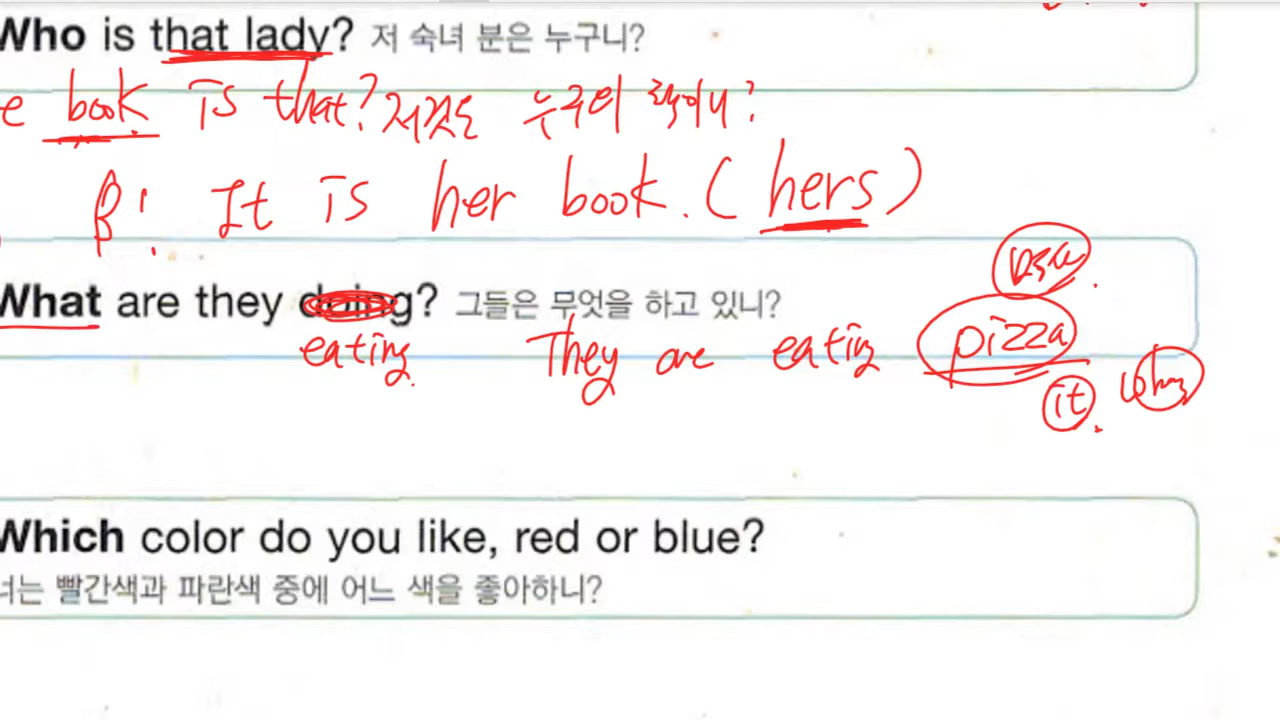 Who is that lady? 저 숙녀 분은 누구니?
e book is that? 저것은 누구의 책이니?
B: It is her book. (hers)
What are they doing? 그들은 무엇을 하고 있니?
eating. They are eating pizza
it.
Which color do you like, red or blue?
너는 빨간색과 파란색 중에 어느 색을 좋아하니?